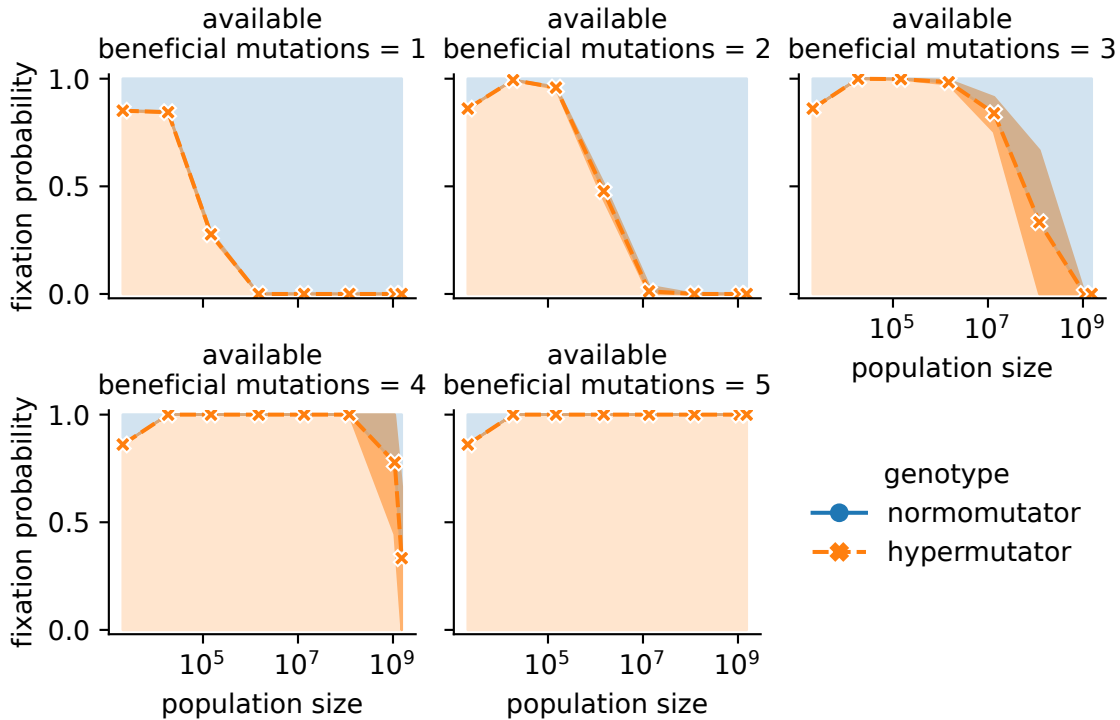 available
beneficial mutations = 1
available
beneficial mutations = 2
available
beneficial mutations = 3
fixation probability
1.0
0.5
0.0
10^5
10^7
10^9
population size
available
beneficial mutations = 4
available
beneficial mutations = 5
fixation probability
1.0
0.5
0.0
10^5
10^7
10^9
population size
10^5
10^7
10^9
population size
genotype
normomutator
hypermutator